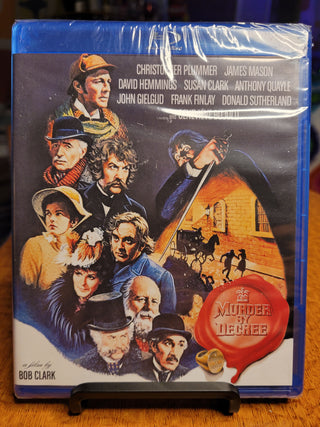 CHRISTOPHER PLUMMER JAMES MASON
DAVID HEMMINGS SUSAN CLARK ANTHONY QUAYLE
JOHN GIELGUD FRANK FINLAY DONALD SUTHERLAND
MURDER
BY
DECREE
a film by
BOB CLARK